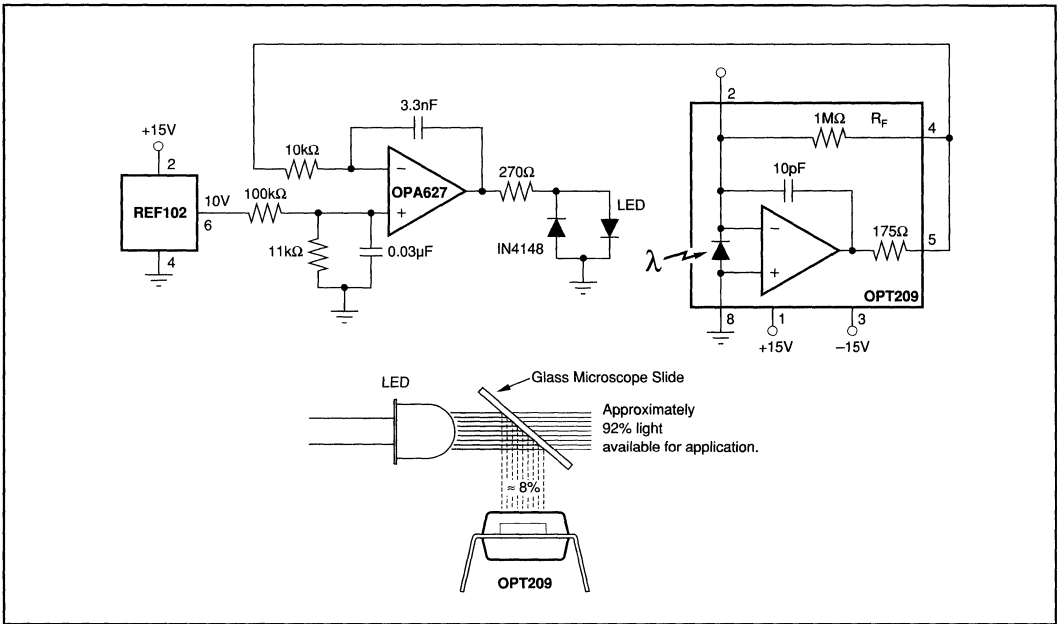 +15V
2
REF102
4
10V
6
100kΩ
11kΩ
0.03µF
10kΩ
3.3nF
−
OPA627
+
270Ω
IN4148
LED
2
1MΩ
R_F
4
10pF
−
+
175Ω
5
λ
OPT209
8
1
+15V
3
−15V
LED
Glass Microscope Slide
Approximately
92% light
available for application.
≈ 8%
OPT209